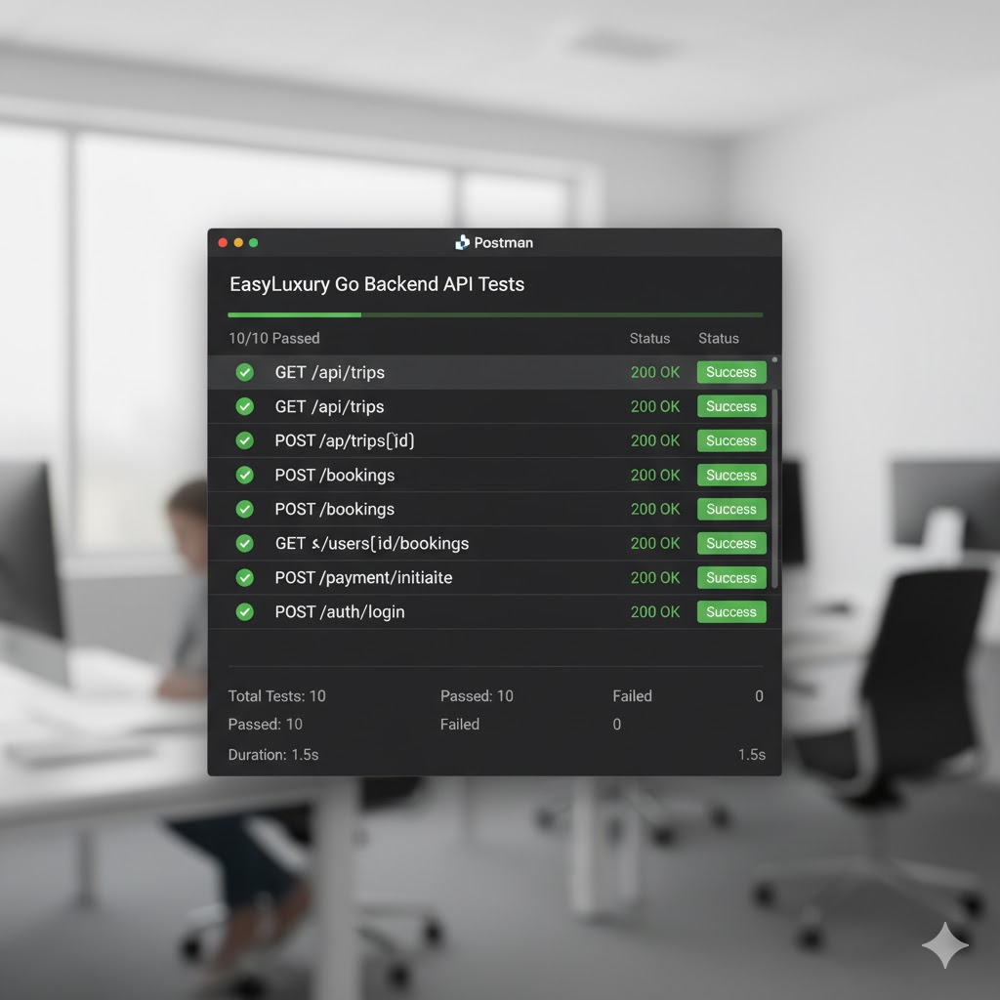 Postman
EasyLuxury Go Backend API Tests
10/10 Passed Status Status
GET /api/trips 200 OK Success
GET /api/trips 200 OK Success
POST /ap/trips[ïd) 200 OK Success
POST /bookings 200 OK Success
POST /bookings 200 OK Success
GET /users[id/bookings 200 OK Success
POST /payment/initiaite 200 OK Success
POST /auth/login 200 OK Success
Total Tests: 10 Passed: 10 Failed 0
Passed: 10 Failed 0
Duration: 1.5s 1.5s